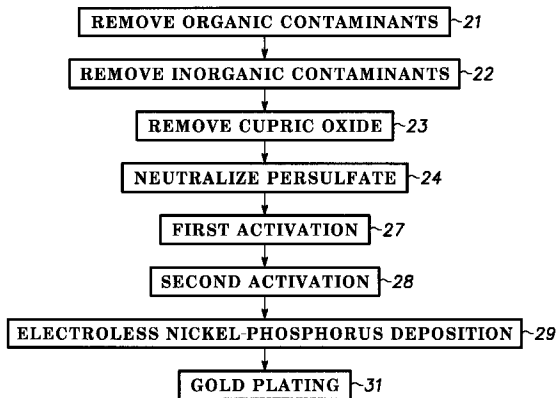 REMOVE ORGANIC CONTAMINANTS 21
REMOVE INORGANIC CONTAMINANTS 22
REMOVE CUPRIC OXIDE 23
NEUTRALIZE PERSULFATE 24
FIRST ACTIVATION 27
SECOND ACTIVATION 28
ELECTROLESS NICKEL-PHOSPHORUS DEPOSITION 29
GOLD PLATING 31